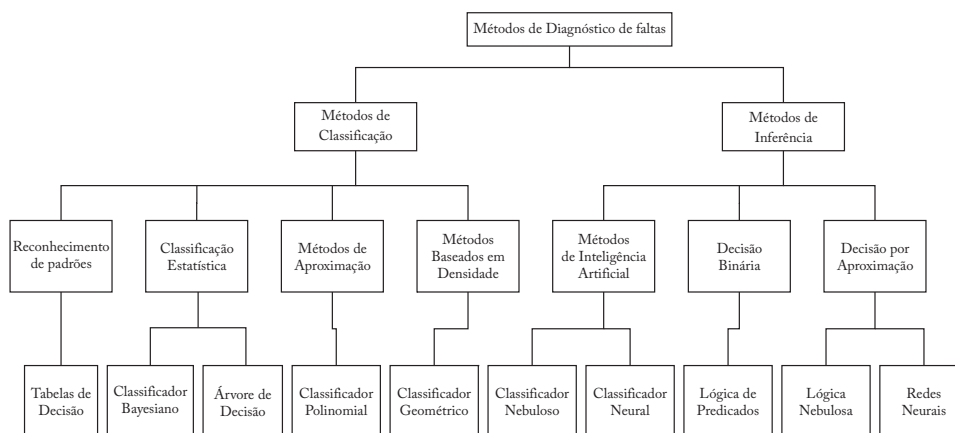 Métodos de Diagnóstico de faltas
Métodos de
Classificação
Métodos de
Inferência
Reconhecimento
de padrões
Classificação
Estatística
Métodos de
Aproximação
Métodos
Baseados em
Densidade
Métodos
de Inteligência
Artificial
Decisão
Binária
Decisão por
Aproximação
Tabelas de
Decisão
Classificador
Bayesiano
Árvore de
Decisão
Classificador
Polinomial
Classificador
Geométrico
Classificador
Nebuloso
Classificador
Neural
Lógica de
Predicados
Lógica
Nebulosa
Redes
Neurais